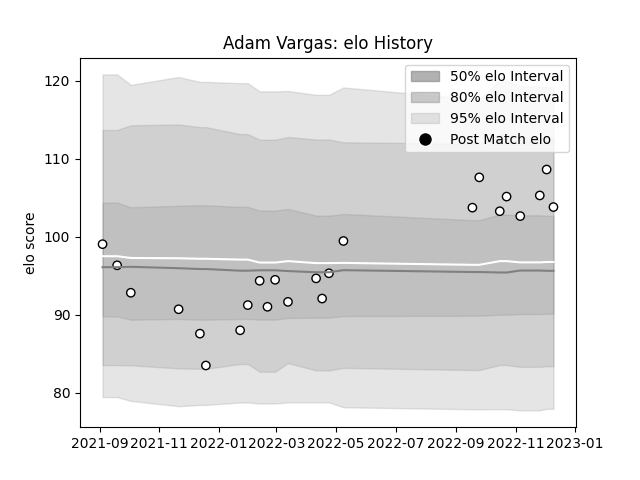 Adam Vargas: elo History
50% elo Interval
80% elo Interval
95% elo Interval
Post Match elo
elo score
120
110
100
90
80
2021-09 2021-11 2022-01 2022-03 2022-05 2022-07 2022-09 2022-11 2023-01